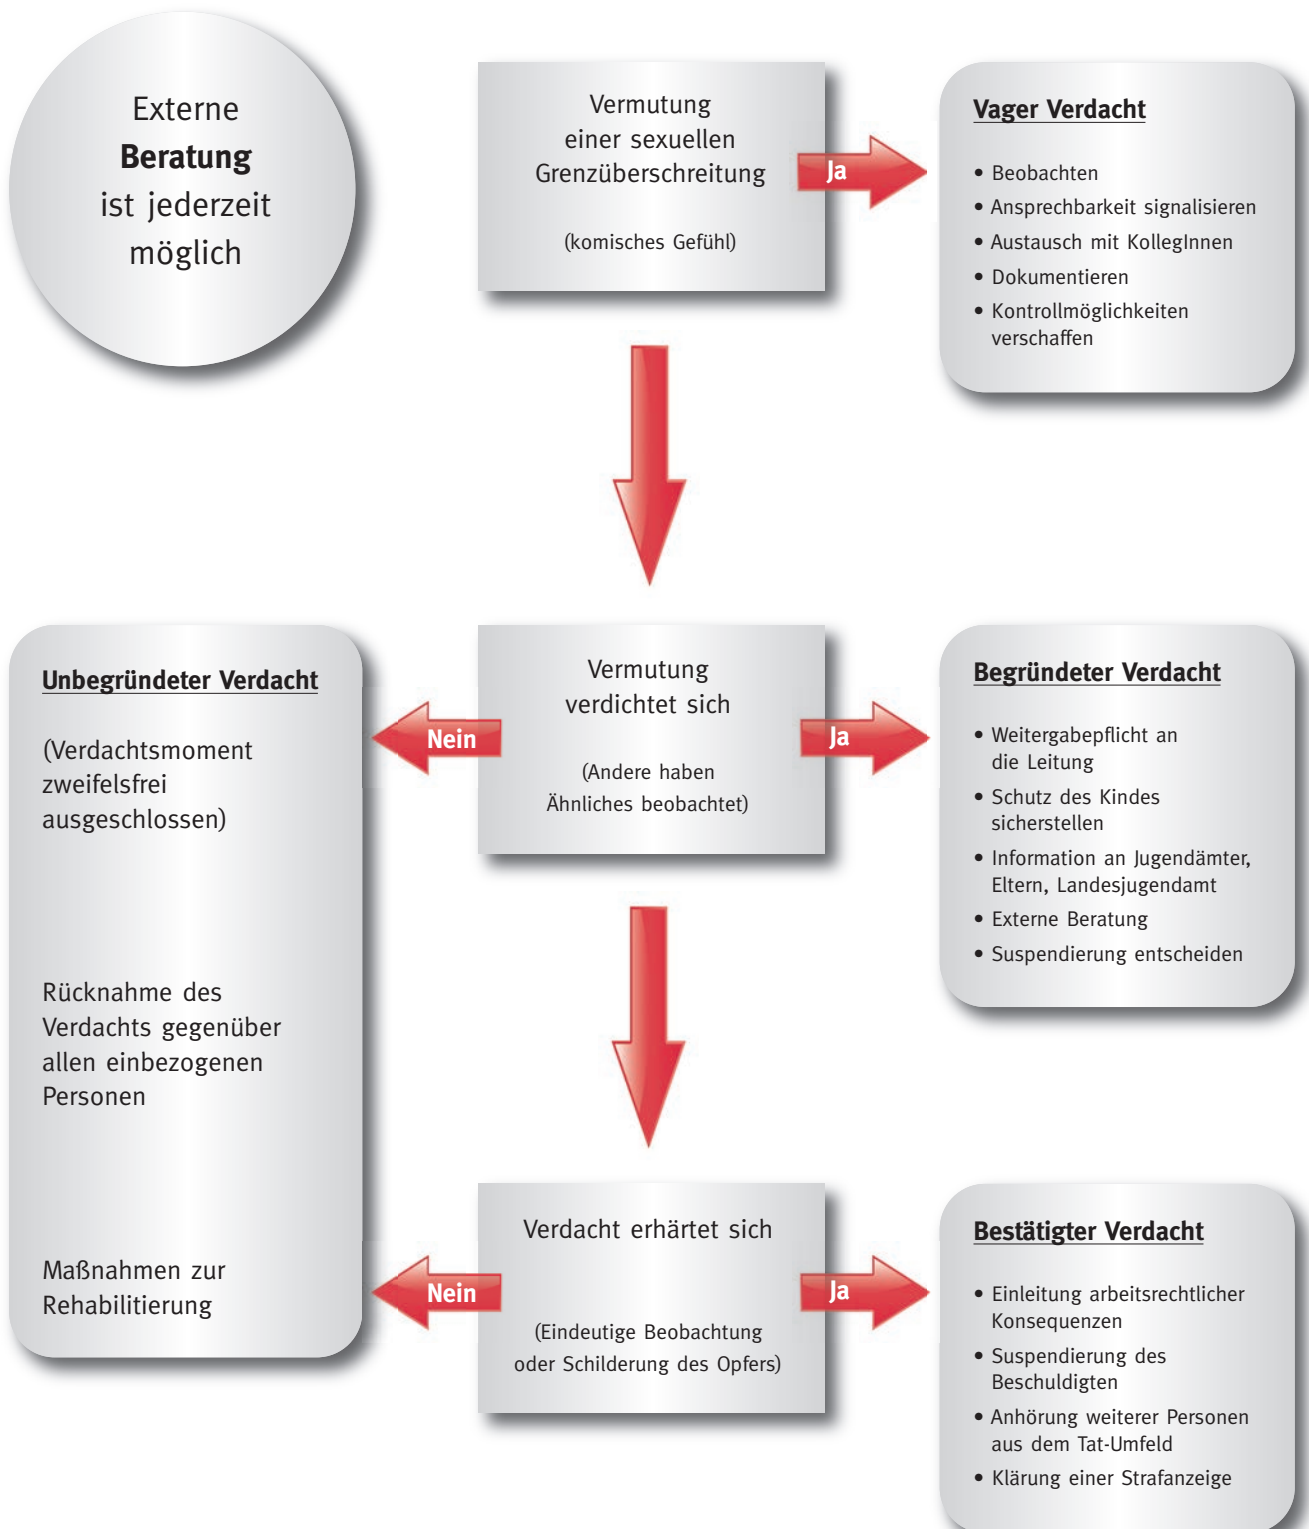 Externe
Beratung
ist jederzeit
möglich
Vermutung
einer sexuellen
Grenzüberschreitung
(komisches Gefühl)
Ja
Vager Verdacht
• Beobachten
• Ansprechbarkeit signalisieren
• Austausch mit KollegInnen
• Dokumentieren
• Kontrollmöglichkeiten
verschaffen
Unbegründeter Verdacht
(Verdachtsmoment
zweifelsfrei
ausgeschlossen)
Rücknahme des
Verdachts gegenüber
allen einbezogenen
Personen
Maßnahmen zur
Rehabilitierung
Nein
Vermutung
verdichtet sich
(Andere haben
Ähnliches beobachtet)
Ja
Begründeter Verdacht
• Weitergabepflicht an
die Leitung
• Schutz des Kindes
sicherstellen
• Information an Jugendämter,
Eltern, Landesjugendamt
• Externe Beratung
• Suspendierung entscheiden
Nein
Verdacht erhärtet sich
(Eindeutige Beobachtung
oder Schilderung des Opfers)
Ja
Bestätigter Verdacht
• Einleitung arbeitsrechtlicher
Konsequenzen
• Suspendierung des
Beschuldigten
• Anhörung weiterer Personen
aus dem Tat-Umfeld
• Klärung einer Strafanzeige